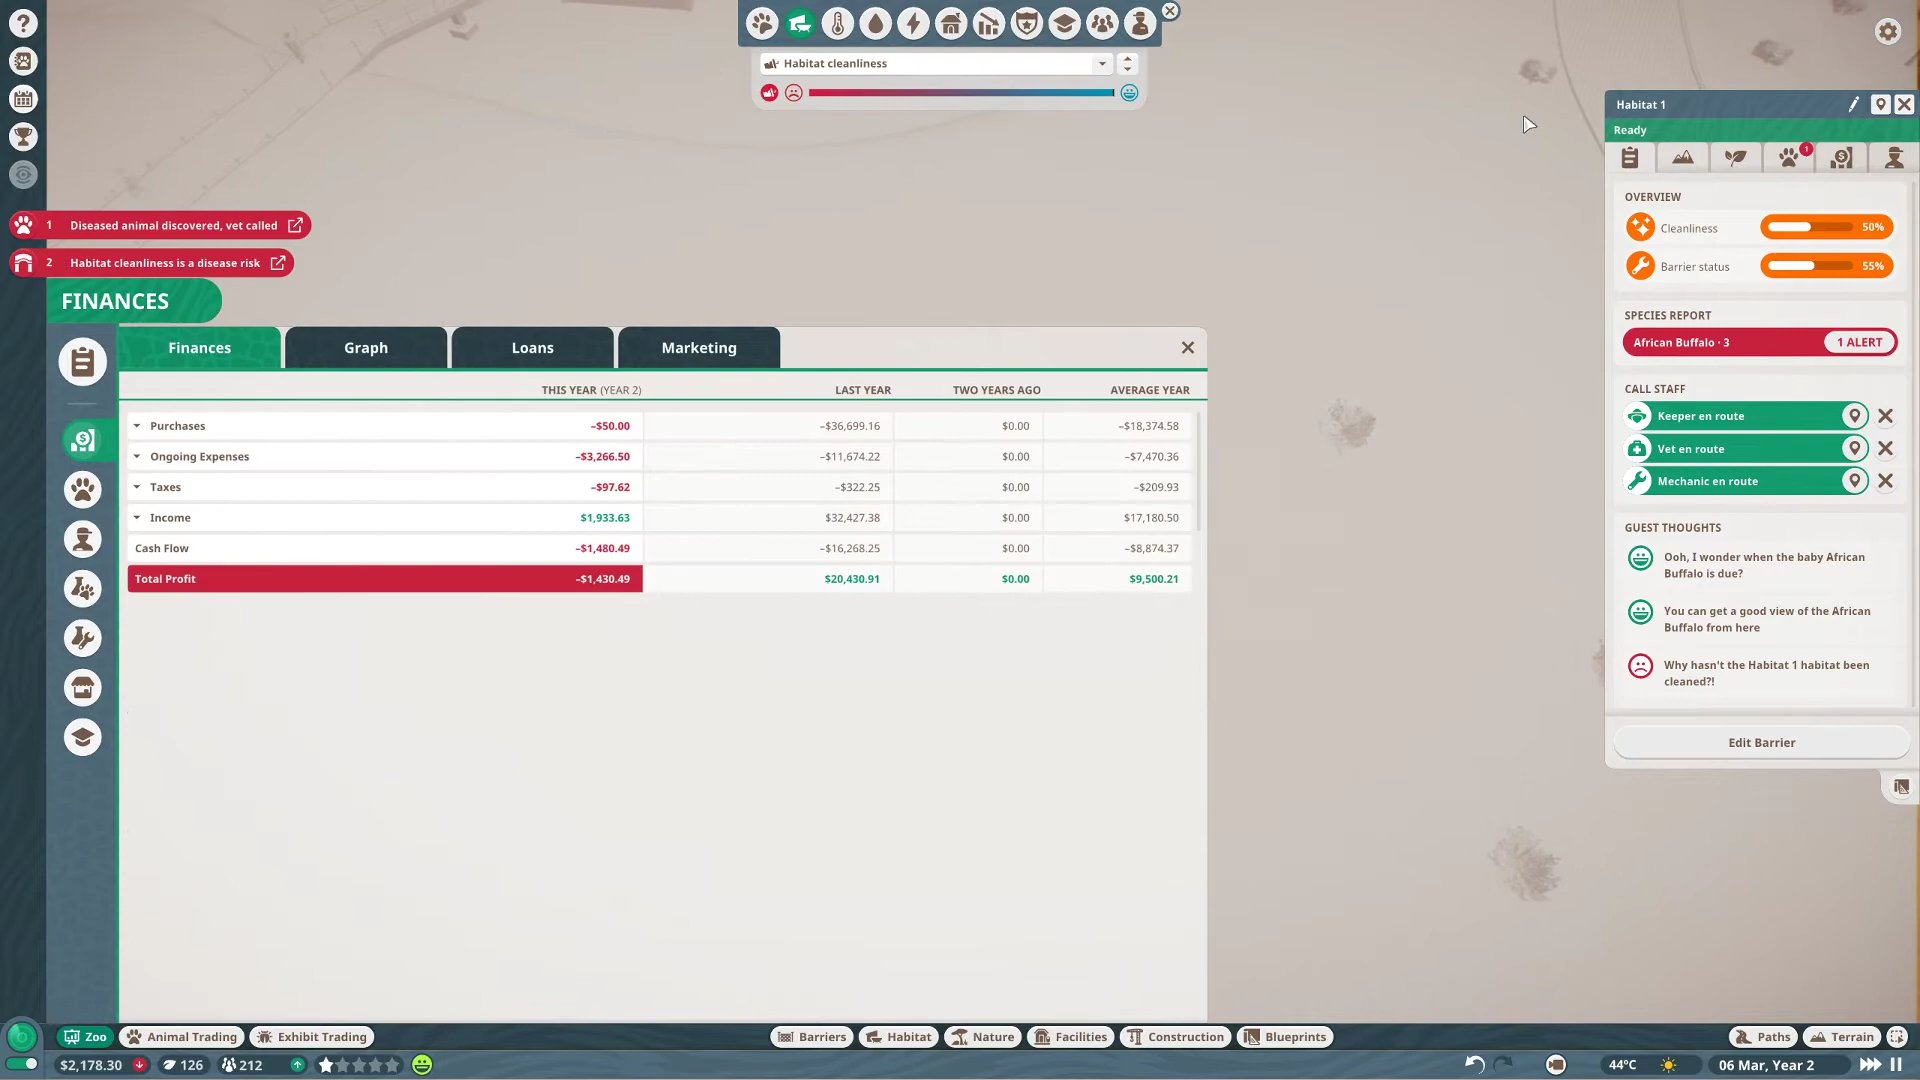 Habitat cleanliness
Habitat 1
Ready
1
1 Diseased animal discovered, vet called
2 Habitat cleanliness is a disease risk
OVERVIEW
Cleanliness 50%
Barrier status 55%
SPECIES REPORT
African Buffalo · 3 1 ALERT
CALL STAFF
Keeper en route
Vet en route
Mechanic en route
GUEST THOUGHTS
Ooh, I wonder when the baby African
Buffalo is due?
You can get a good view of the African
Buffalo from here
Why hasn't the Habitat 1 habitat been
cleaned?!
Edit Barrier
FINANCES
Finances Graph Loans Marketing
THIS YEAR (YEAR 2) LAST YEAR TWO YEARS AGO AVERAGE YEAR
Purchases –$50.00 –$36,699.16 $0.00 –$18,374.58
Ongoing Expenses –$3,266.50 –$11,674.22 $0.00 –$7,470.36
Taxes –$97.62 –$322.25 $0.00 –$209.93
Income $1,933.63 $32,427.38 $0.00 $17,180.50
Cash Flow –$1,480.49 –$16,268.25 $0.00 –$8,874.37
Total Profit –$1,430.49 $20,430.91 $0.00 $9,500.21
Zoo Animal Trading Exhibit Trading Barriers Habitat Nature Facilities Construction Blueprints Paths Terrain
$2,178.30 126 212 44°C 06 Mar, Year 2